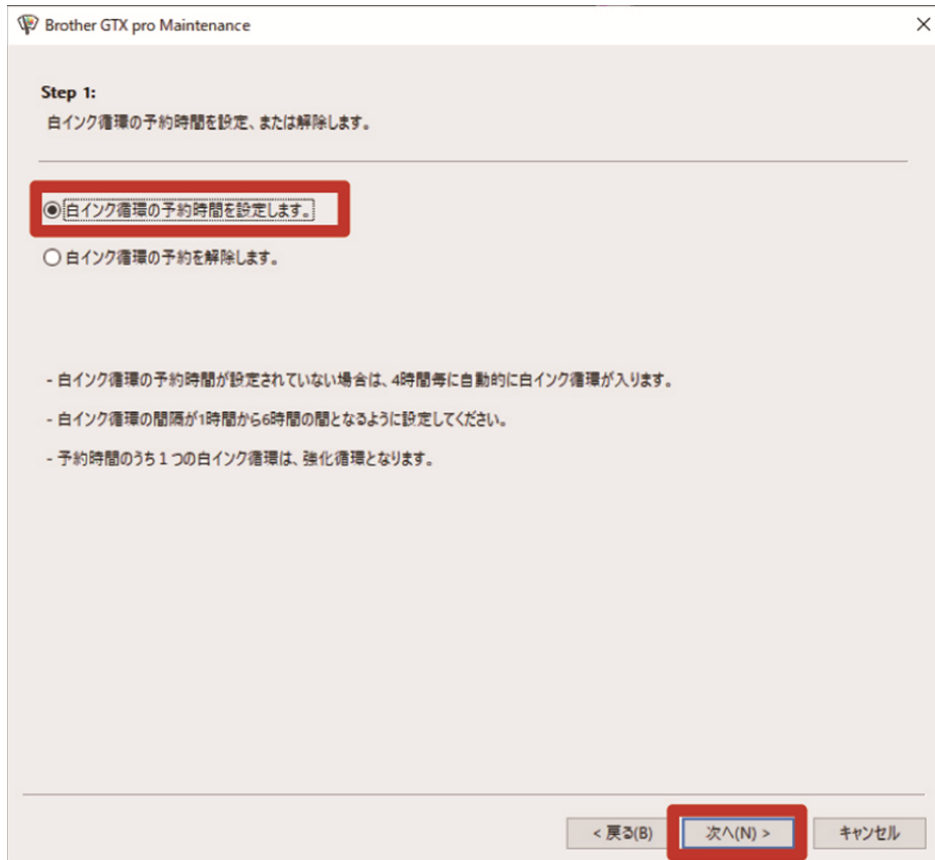 Brother GTX pro Maintenance
Step 1:
白インク循環の予約時間を設定、または解除します。
白インク循環の予約時間を設定します。
白インク循環の予約を解除します。
- 白インク循環の予約時間が設定されていない場合は、4時間毎に自動的に白インク循環が入ります。
- 白インク循環の間隔が1時間から6時間の間となるように設定してください。
- 予約時間のうち１つの白インク循環は、強化循環となります。
< 戻る(B)
次へ(N) >
キャンセル